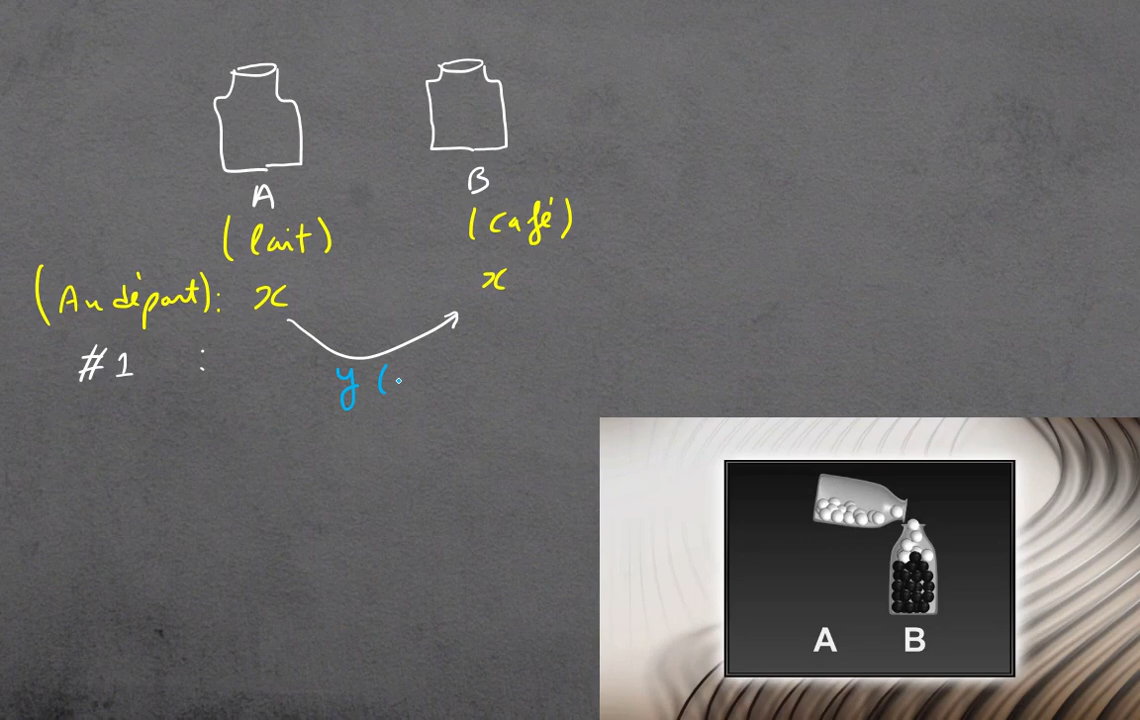 A B
(lait) (café)
(Au départ): x x
#1 :
y (
A B